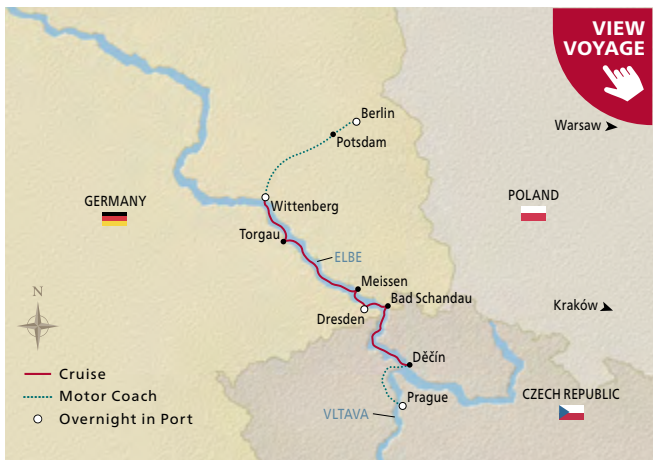 VIEW
VOYAGE
Berlin
Warsaw
Potsdam
GERMANY
POLAND
Wittenberg
Torgau
ELBE
Meissen
N
Bad Schandau
Kraków
Dresden
Děčín
Cruise
Motor Coach
CZECH REPUBLIC
Prague
Overnight in Port
VLTAVA